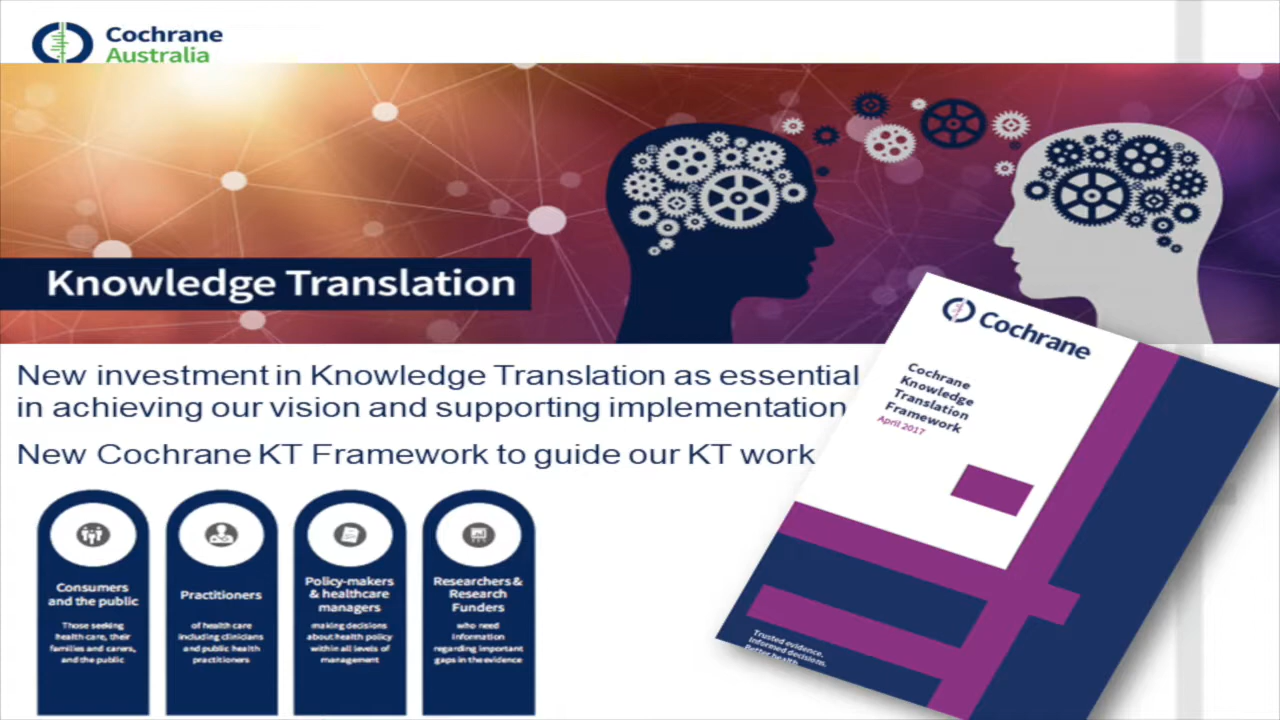 Cochrane
Australia
Knowledge Translation
New investment in Knowledge Translation as essential
in achieving our vision and supporting implementation
New Cochrane KT Framework to guide our KT work
Consumers
and the public
Those seeking
health care, their
families and carers,
and the public
Practitioners
of health care
including clinicians
and public health
practitioners
Policy-makers
& healthcare
managers
making decisions
about health policy
within all levels of
management
Researchers &
Research
Funders
who need
information
regarding important
gaps in the evidence
Cochrane
Cochrane
Knowledge
Translation
Framework
April 2017
Trusted evidence.
Informed decisions.
Better health.